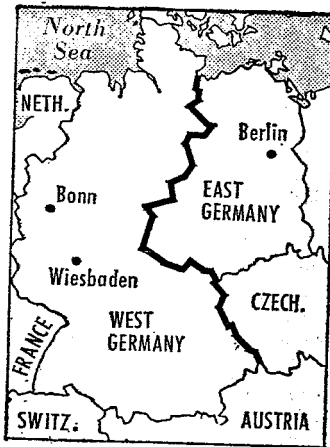 North
Sea
NETH.
Berlin
Bonn
EAST
GERMANY
Wiesbaden
CZECH.
WEST
GERMANY
FRANCE
SWITZ.
AUSTRIA